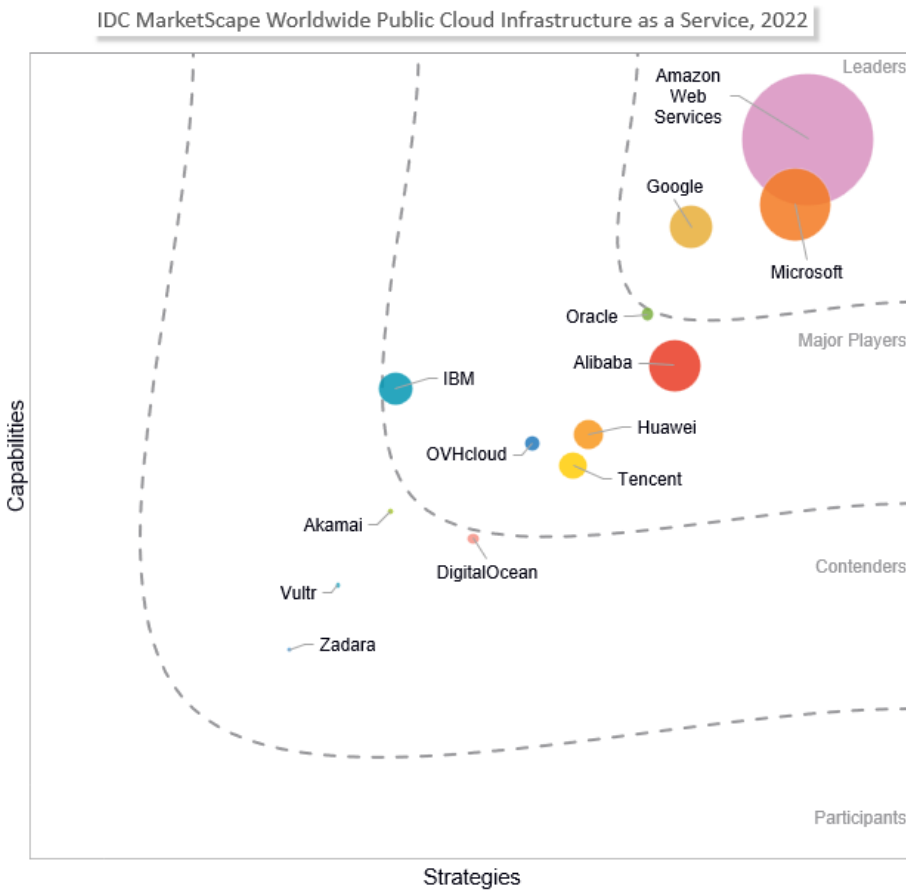 IDC MarketScape Worldwide Public Cloud Infrastructure as a Service, 2022
Leaders
Amazon
Web
Services
Google
Microsoft
Oracle
Major Players
Alibaba
IBM
Huawei
OVHcloud
Tencent
Capabilities
Akamai
DigitalOcean
Contenders
Vultr
Zadara
Participants
Strategies